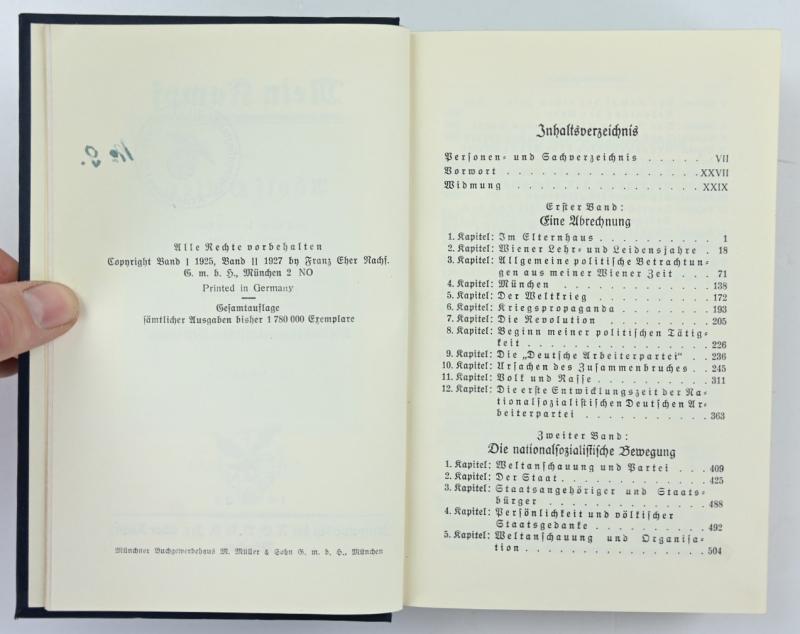 Alle Rechte vorbehalten
Copyright Band I 1925, Band II 1927 by Franz Eher Nachf.
G. m. b. H., München 2 NO
Printed in Germany
Gesamtauflage
sämtlicher Ausgaben bisher 1 780 000 Exemplare
Münchner Buchgewerbehaus M. Müller & Sohn G. m. b. H., München
Inhaltsverzeichnis
Personen- und Sachverzeichnis . . . . . VII
Vorwort . . . . . . . . . . . . . . . . XXVII
Widmung . . . . . . . . . . . . . . . . XXIX
Erster Band:
Eine Abrechnung
1. Kapitel: Im Elternhaus . . . . . . . . . . 1
2. Kapitel: Wiener Lehr- und Leidensjahre . 18
3. Kapitel: Allgemeine politische Betrachtun-
gen aus meiner Wiener Zeit . . 71
4. Kapitel: München . . . . . . . . . . . . 138
5. Kapitel: Der Weltkrieg . . . . . . . . . 172
6. Kapitel: Kriegspropaganda . . . . . . . 193
7. Kapitel: Die Revolution . . . . . . . . 205
8. Kapitel: Beginn meiner politischen Tätig-
keit . . . . . . . . . . . . . . 226
9. Kapitel: Die „Deutsche Arbeiterpartei“ . . 236
10. Kapitel: Ursachen des Zusammenbruches . . 245
11. Kapitel: Volk und Rasse . . . . . . . . 311
12. Kapitel: Die erste Entwicklungszeit der Na-
tionalsozialistischen Deutschen Ar-
beiterpartei . . . . . . . . . . 363
Zweiter Band:
Die nationalsozialistische Bewegung
1. Kapitel: Weltanschauung und Partei . . . 409
2. Kapitel: Der Staat . . . . . . . . . . . 425
3. Kapitel: Staatsangehöriger und Staats-
bürger . . . . . . . . . . . . . 488
4. Kapitel: Persönlichkeit und völkischer
Staatsgedanke . . . . . . . . . 492
5. Kapitel: Weltanschauung und Organisa-
tion . . . . . . . . . . . . . . 504